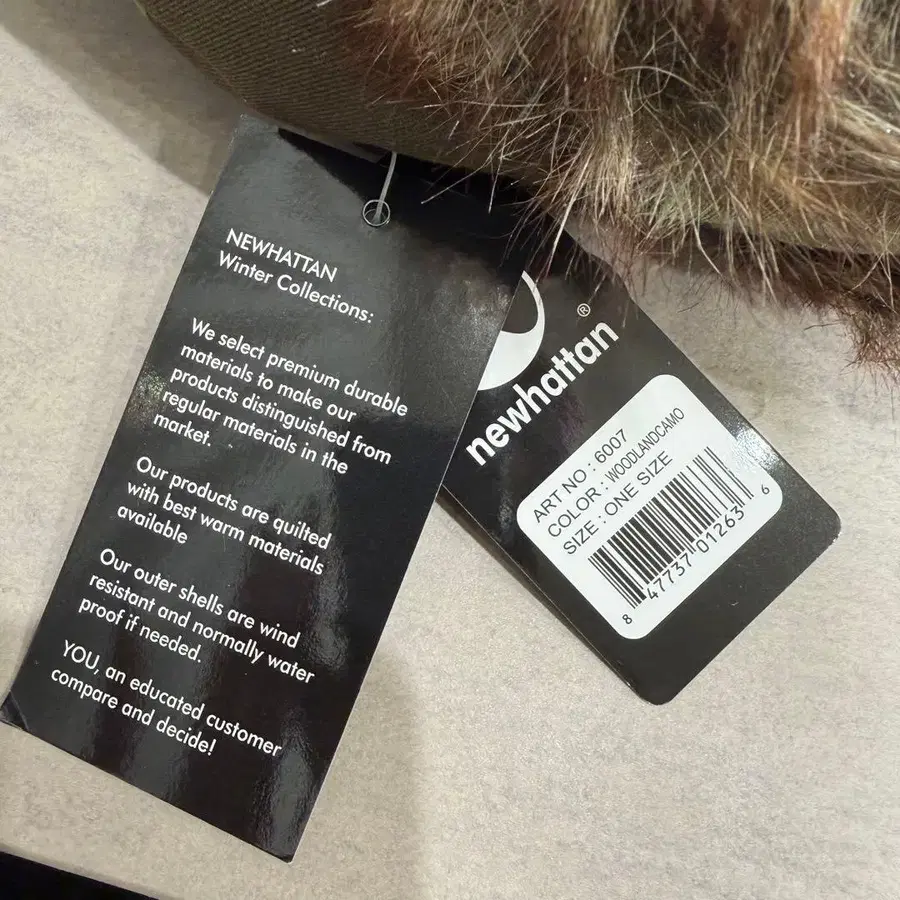 NEWHATTAN
Winter Collections:
We select premium durable
materials to make our
products distinguished from
regular materials in the
market.
Our products are quilted
with best warm materials
available
Our outer shells are wind
resistant and normally water
proof if needed.
YOU, an educated customer
compare and decide!
newhattan®
ART NO : 6007
COLOR : WOODLANDCAMO
SIZE : ONE SIZE
8 47737 01263 6